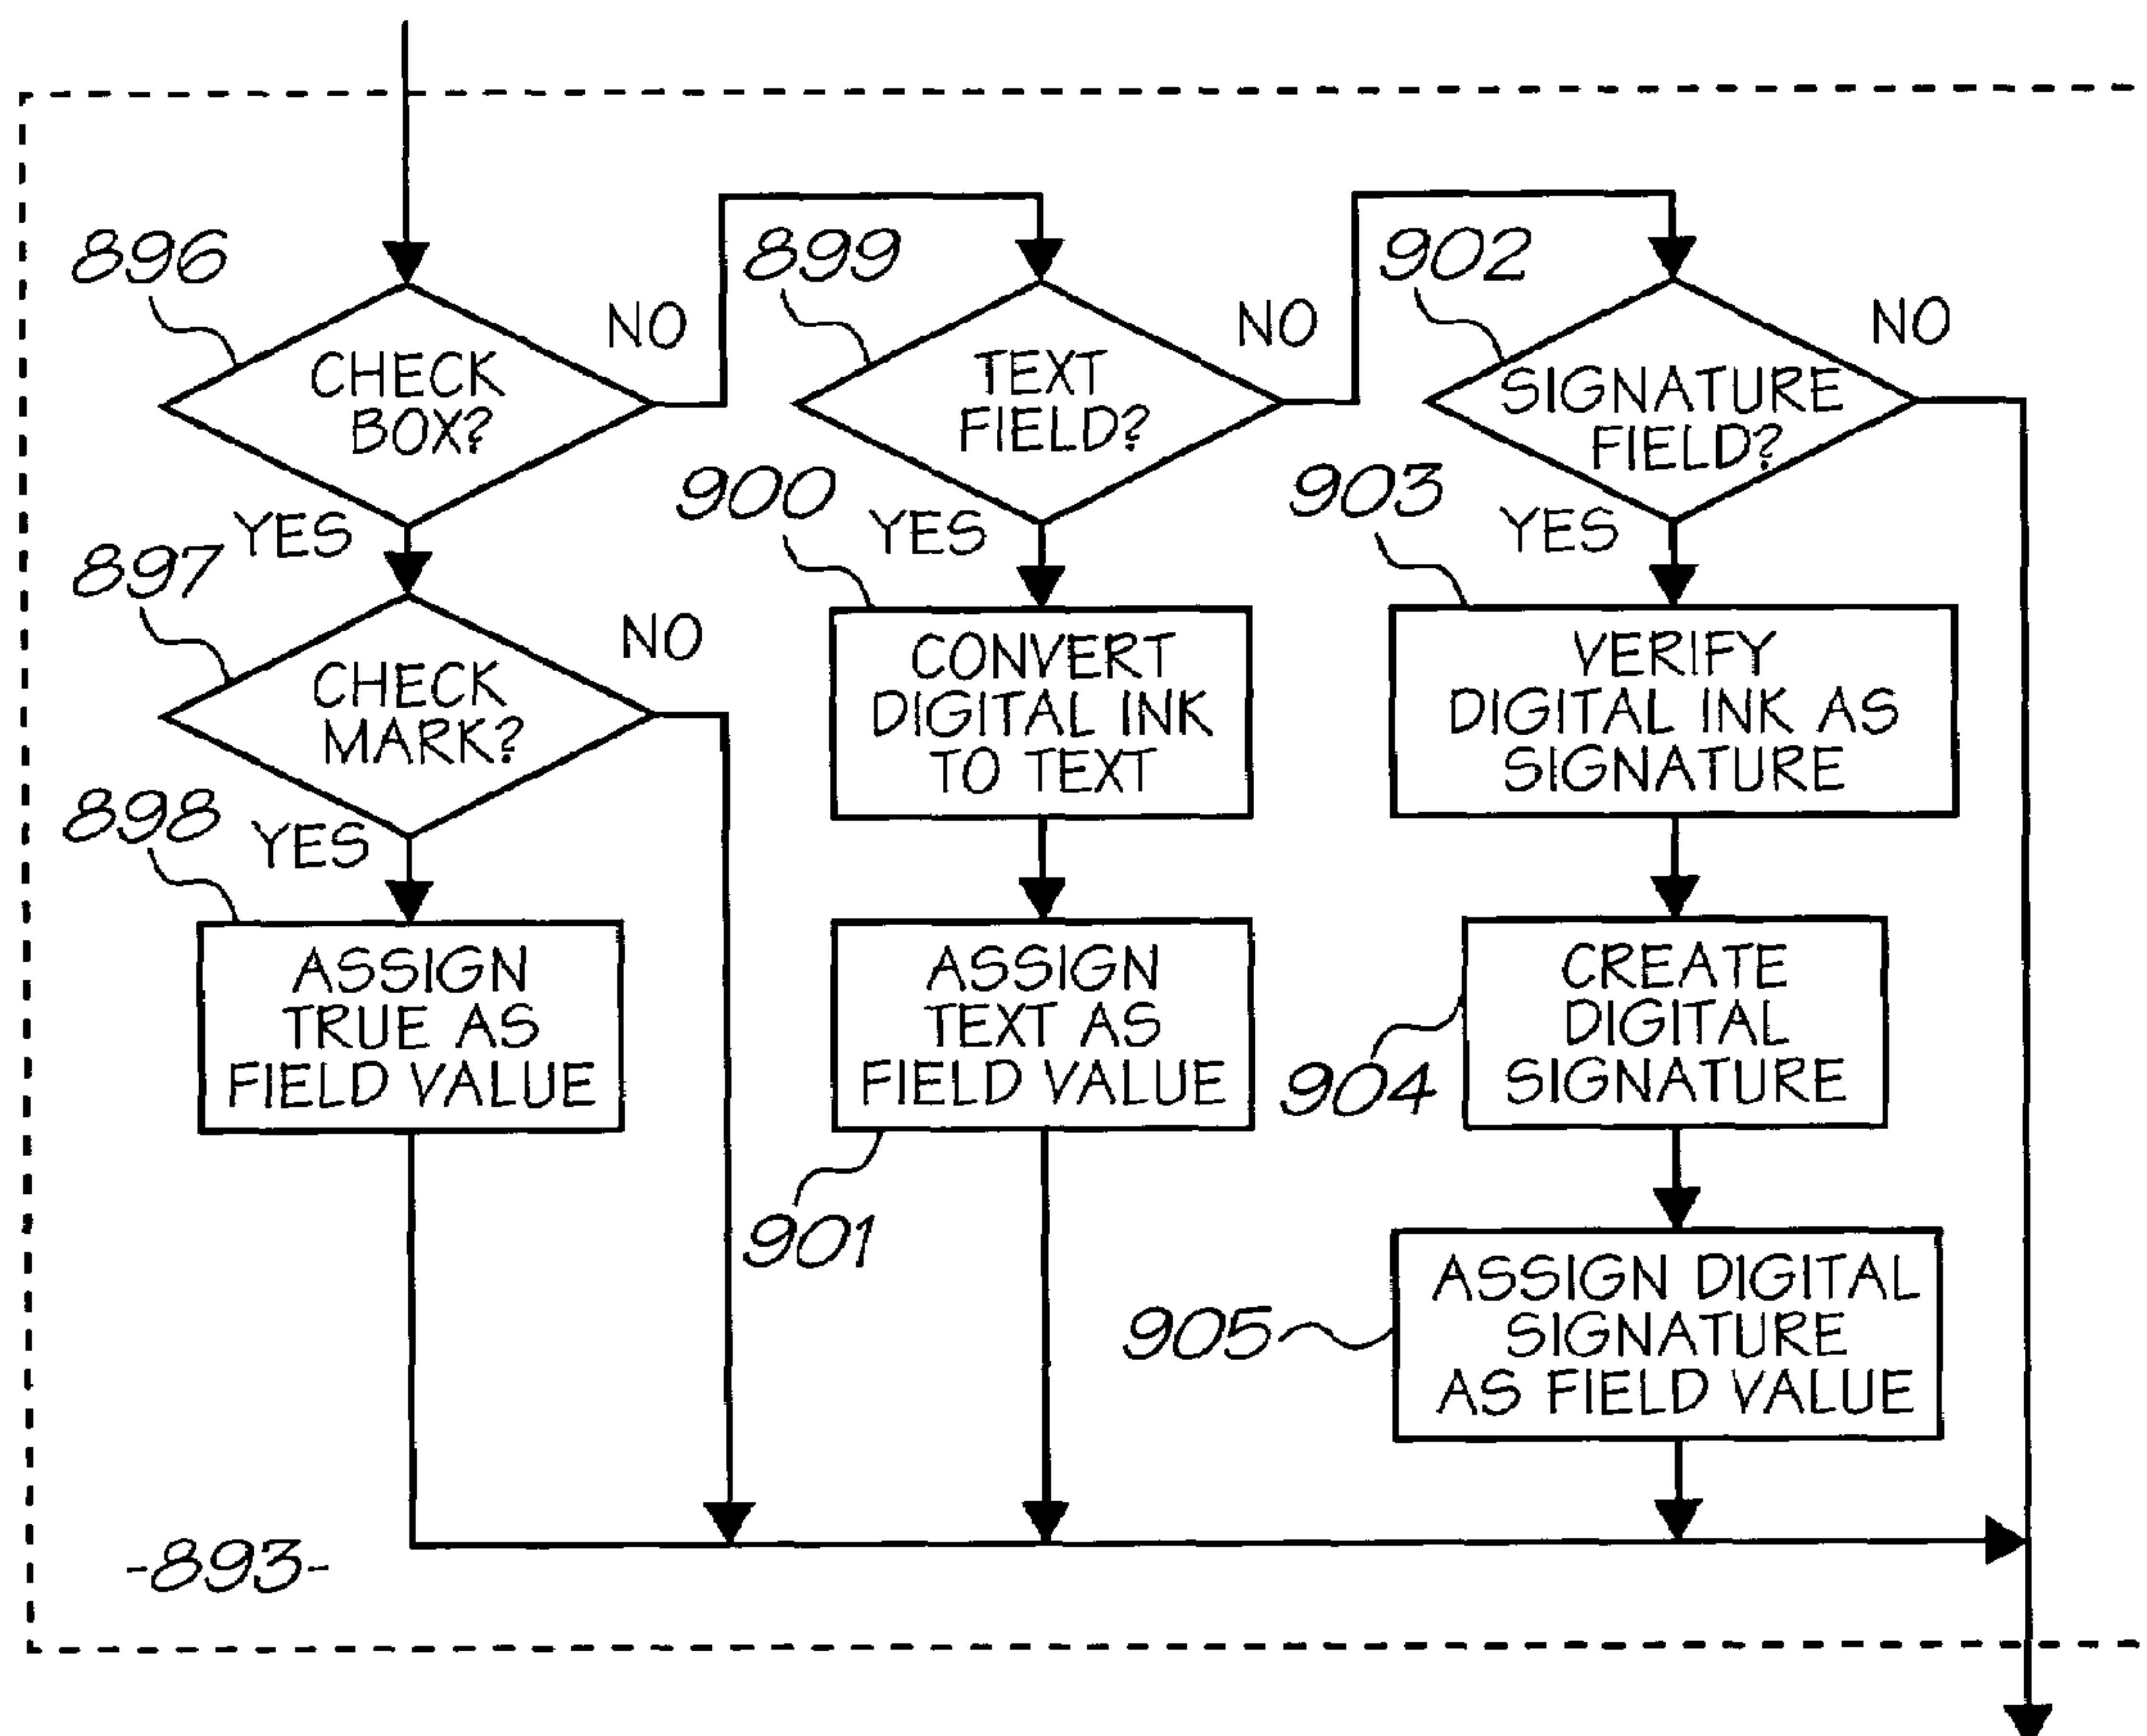 896
CHECK
BOX?
NO
YES
897
CHECK
MARK?
NO
YES
898
ASSIGN
TRUE AS
FIELD VALUE
899
TEXT
FIELD?
NO
YES
900
CONVERT
DIGITAL INK
TO TEXT
ASSIGN
TEXT AS
FIELD VALUE
901
902
SIGNATURE
FIELD?
NO
YES
903
VERIFY
DIGITAL INK AS
SIGNATURE
CREATE
DIGITAL
SIGNATURE
904
ASSIGN DIGITAL
SIGNATURE
AS FIELD VALUE
905
-893-